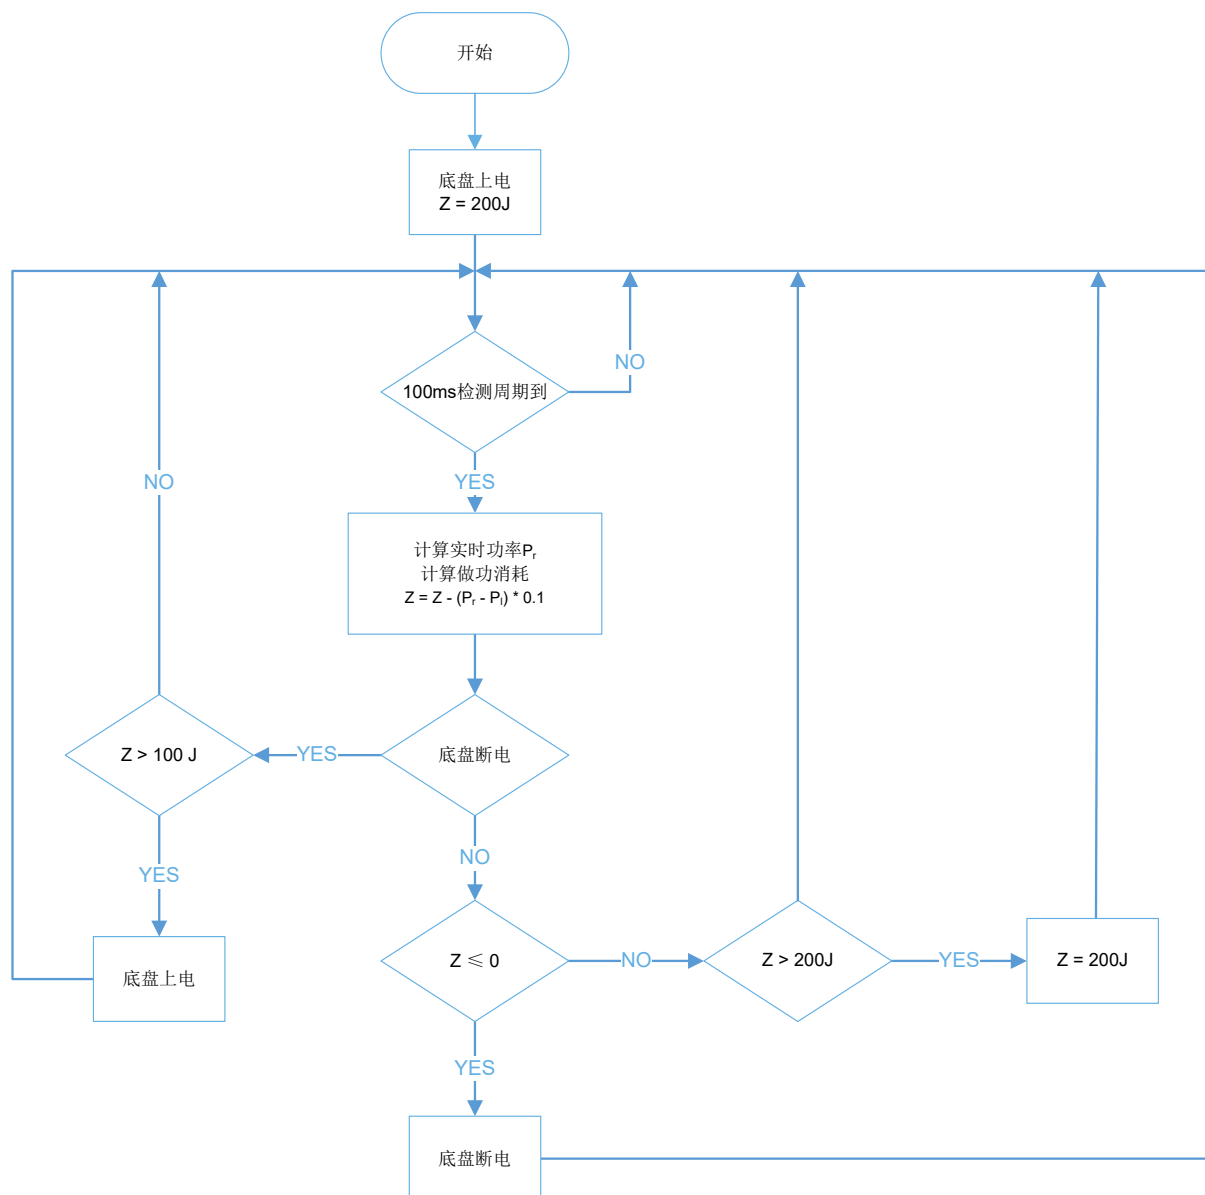 开始
底盘上电
Z = 200J
100ms检测周期到
NO
YES
NO
计算实时功率Pr
计算做功消耗
Z = Z - (Pr - Pl) * 0.1
Z > 100 J
YES
底盘断电
YES
NO
底盘上电
Z ≤ 0
NO
Z > 200J
YES
Z = 200J
YES
底盘断电